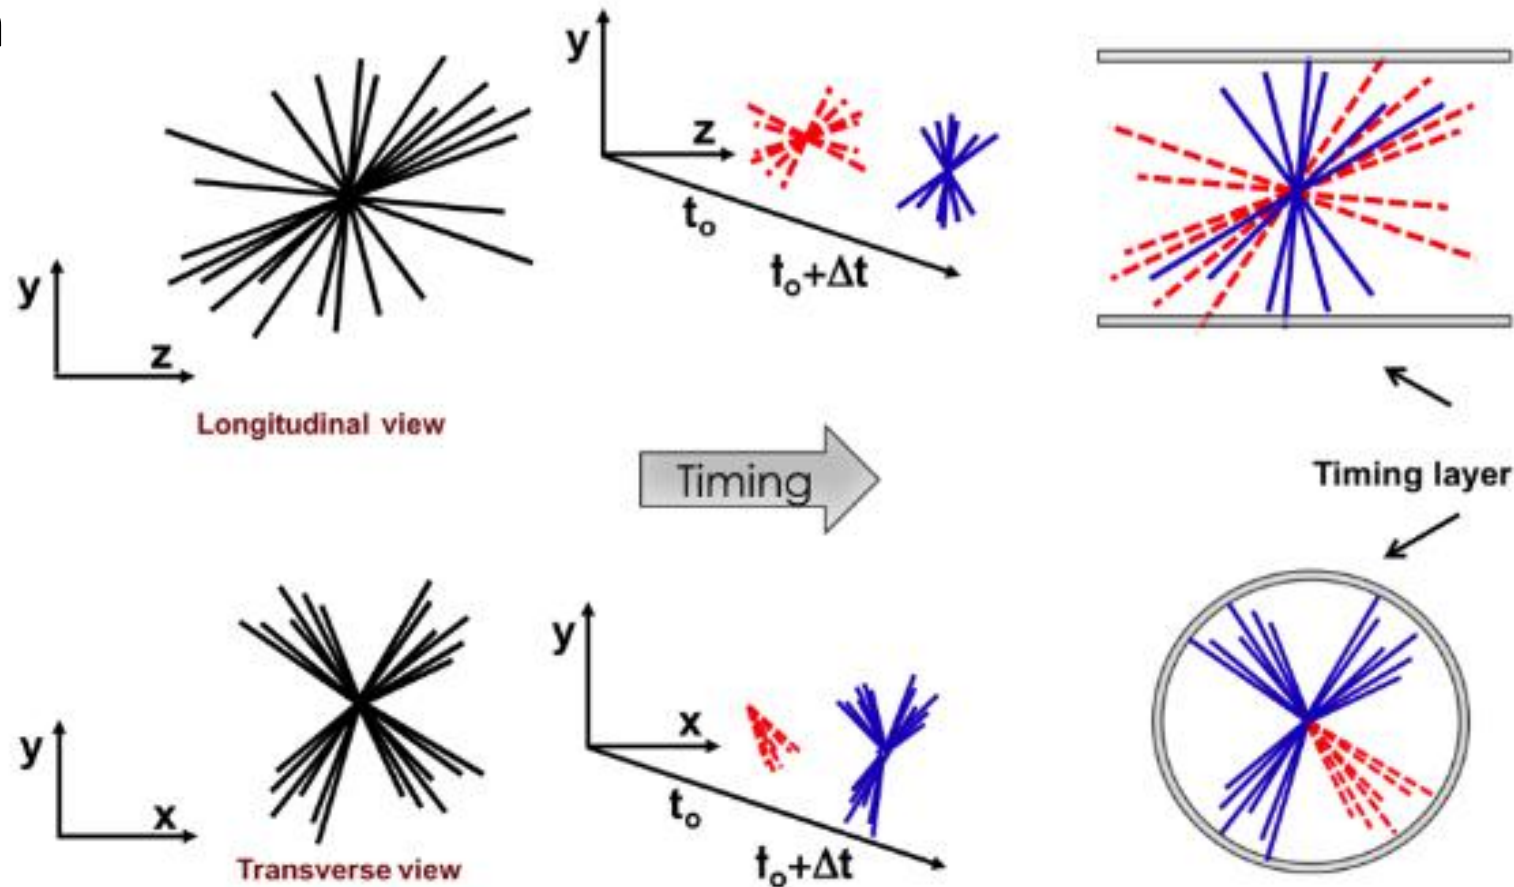 y
z
Longitudinal view
y
z
t₀
t₀+Δt
Timing
Timing layer
y
x
Transverse view
y
x
t₀
t₀+Δt